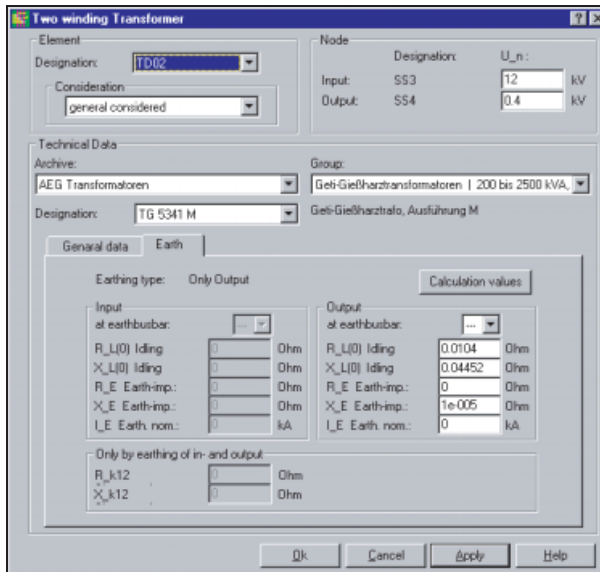 Two winding Transformer
Element
Designation: TD02
Consideration
general considered
Node
Designation: U_n :
Input: SS3 12 kV
Output: SS4 0.4 kV
Technical Data
Archive:
AEG Transformatoren
Group:
Geti-Gießharztransformatoren | 200 bis 2500 kVA,
Designation: TG 5341 M
Geti-Gießharztrafo, Ausführung M
General data Earth
Earthing type: Only Output
Calculation values
Input
at earthbusbar: ...
R_L(0) Idling 0 Ohm
X_L(0) Idling 0 Ohm
R_E Earth-imp.: 0 Ohm
X_E Earth-imp.: 0 Ohm
I_E Earth. nom.: 0 kA
Output
at earthbusbar: ...
R_L(0) Idling 0.0104 Ohm
X_L(0) Idling 0.04452 Ohm
R_E Earth-imp.: 0 Ohm
X_E Earth-imp.: 1e-005 Ohm
I_E Earth. nom.: 0 kA
Only by earthing of in- and output
R_k12 0 Ohm
X_k12 0 Ohm
Ok Cancel Apply Help